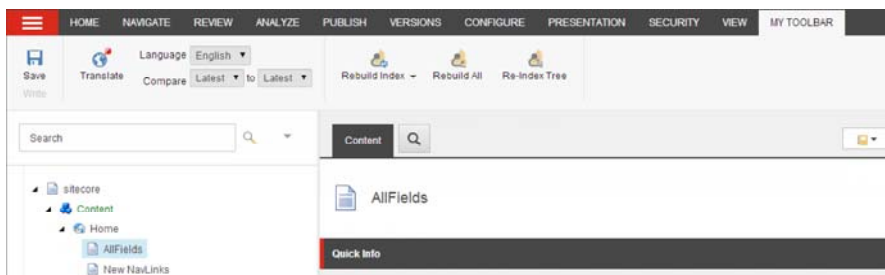 HOME NAVIGATE REVIEW ANALYZE PUBLISH VERSIONS CONFIGURE PRESENTATION SECURITY VIEW MY TOOLBAR
Language English
Save Translate Compare Latest to Latest Rebuild Index Rebuild All Re-Index Tree
Write
Search Content
sitecore
AllFields
Content
Home
AllFields Quick Info
New NavLinks